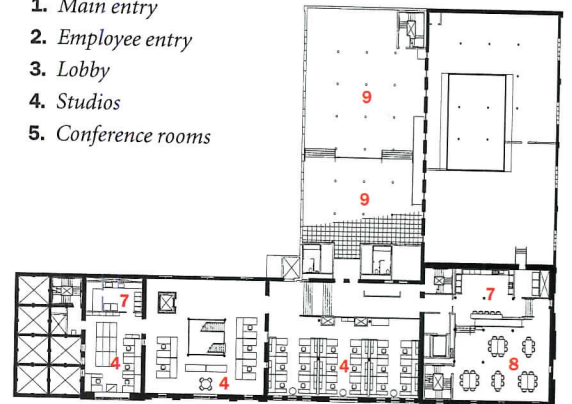 1. Main entry
2. Employee entry
3. Lobby
4. Studios
5. Conference rooms
9
9
7
7
4
4
4
8